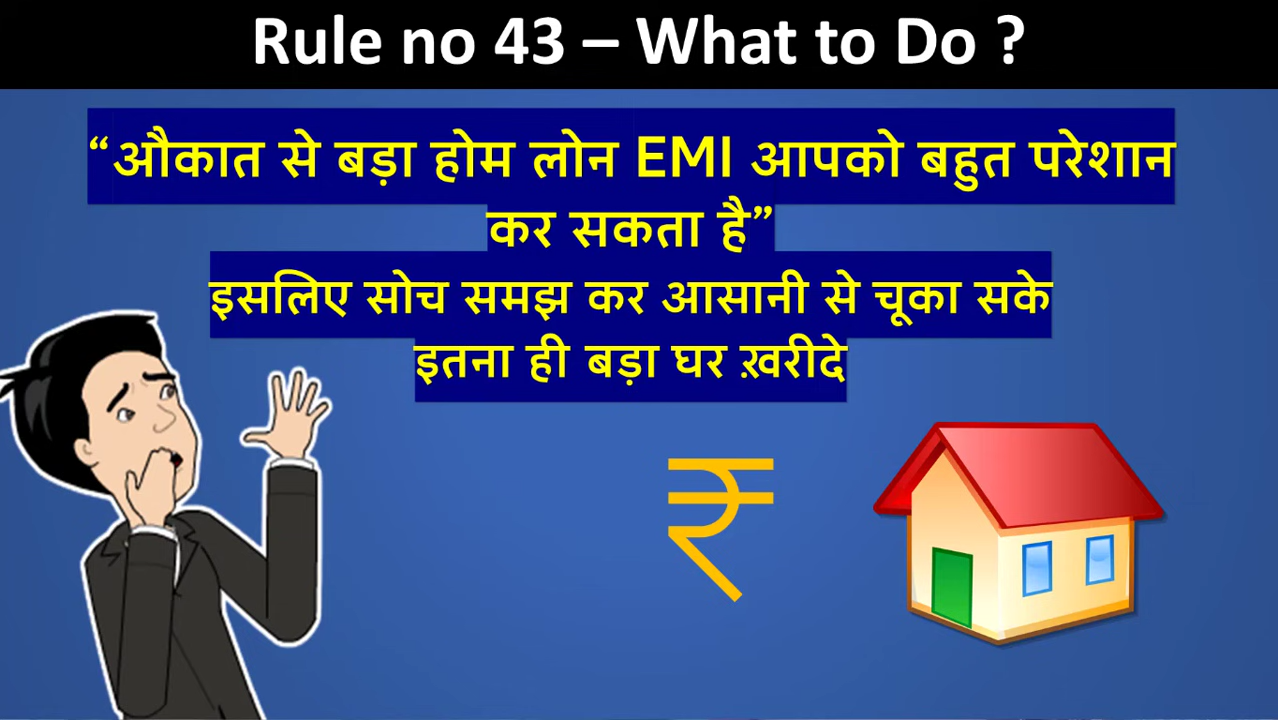 Rule no 43 – What to Do ?
“औकात से बड़ा होम लोन EMI आपको बहुत परेशान
कर सकता है”
इसलिए सोच समझ कर आसानी से चूका सके
इतना ही बड़ा घर ख़रीदे
₹